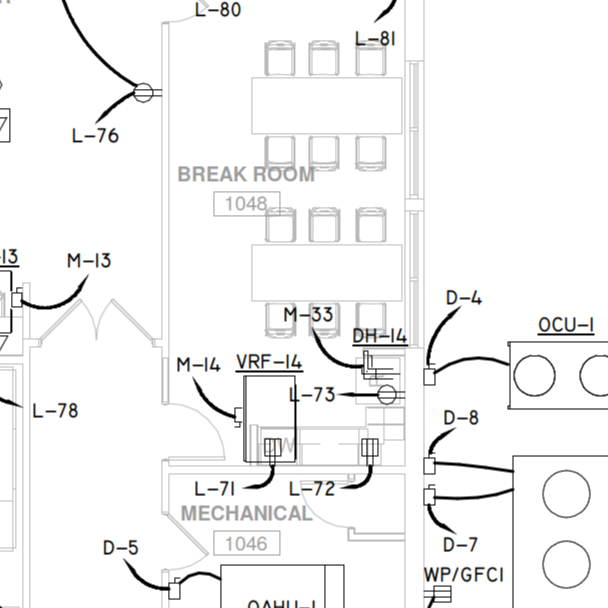 L-80
L-81
L-76
BREAK ROOM
1048
-13
M-13
D-4
M-33
OCU-1
DH-14
M-14
VRF-14
L-73
L-78
D-8
DW
L-71
L-72
MECHANICAL
1046
D-5
D-7
WP/GFCI
OAHU-1